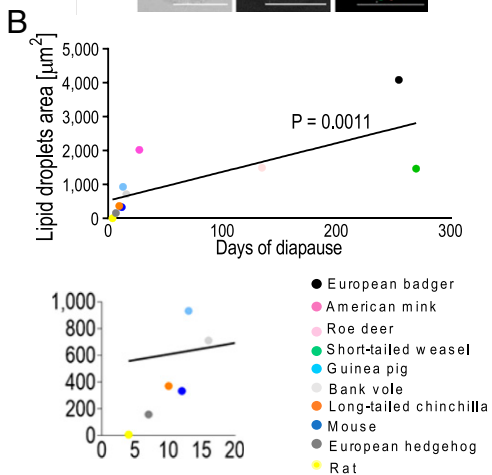 B
Lipid droplets area [μm²]
5,000
4,000
3,000
2,000
1,000
0
P = 0.0011
0 100 200 300
Days of diapause
1,000
800
600
400
200
0
0 5 10 15 20
European badger
American mink
Roe deer
Short-tailed weasel
Guinea pig
Bank vole
Long-tailed chinchilla
Mouse
European hedgehog
Rat